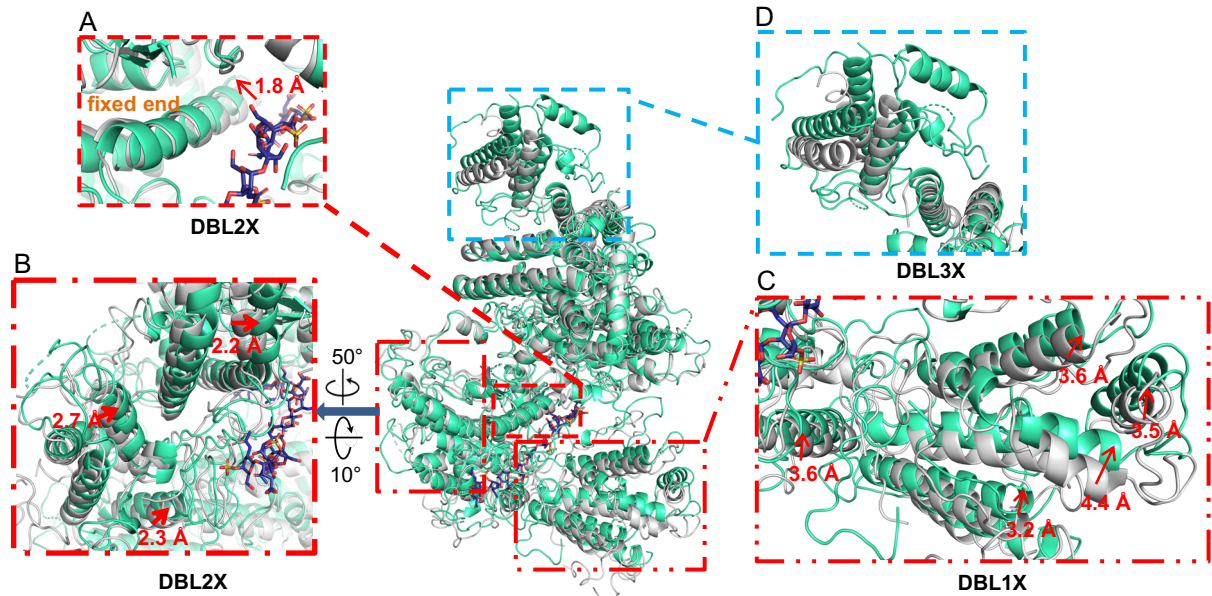 A
1.8 Å
fixed end
DBL2X
B
2.2 Å
2.7 Å
2.3 Å
DBL2X
50°
10°
D
DBL3X
C
3.6 Å
3.5 Å
3.6 Å
4.4 Å
3.2 Å
DBL1X